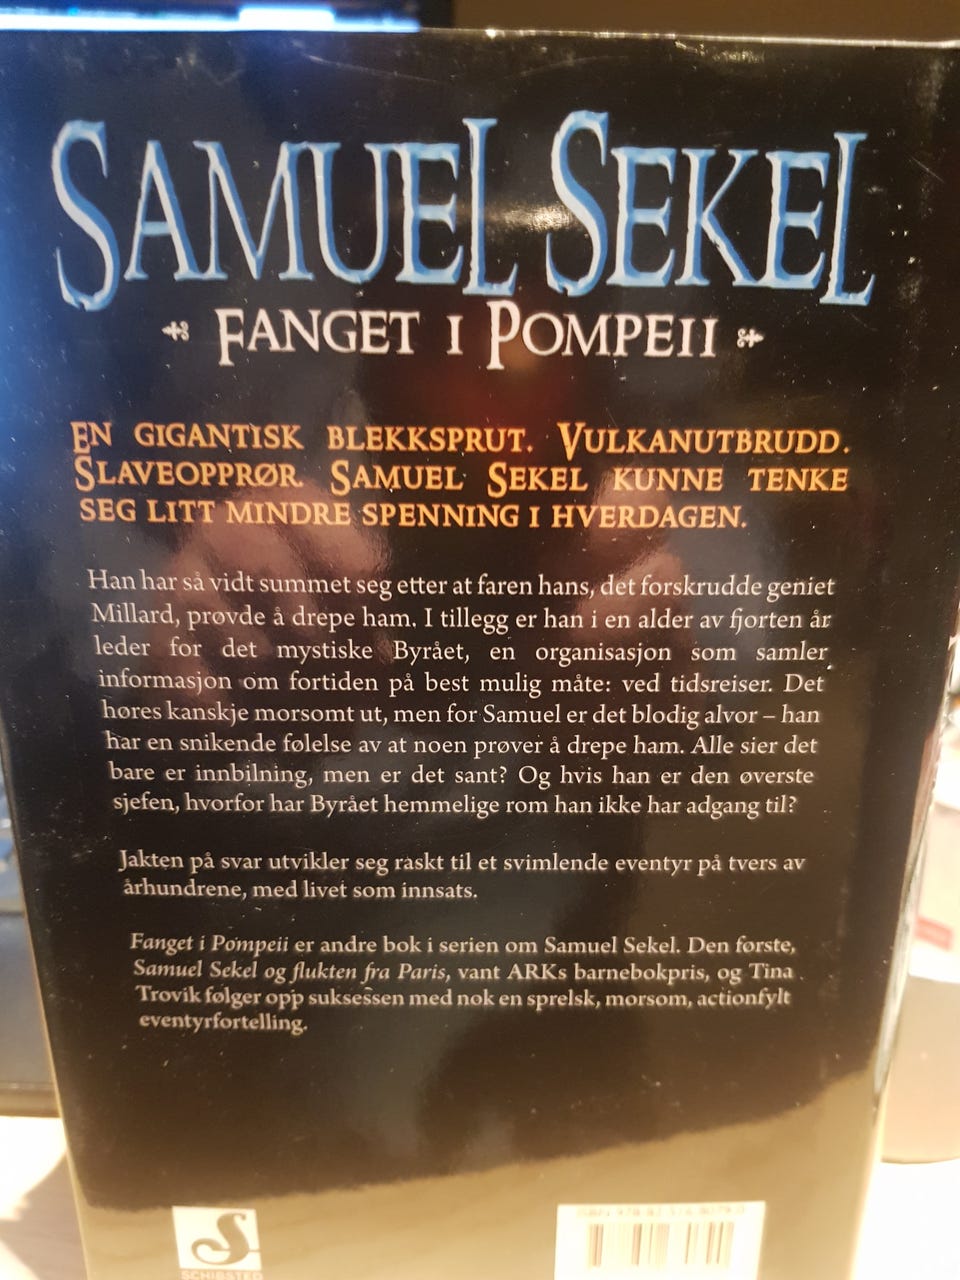 SAMUEL SEKEL
FANGET I POMPEII
EN GIGANTISK BLEKKSPRUT. VULKANUTBRUDD.
SLAVEOPPRØR. SAMUEL SEKEL KUNNE TENKE
SEG LITT MINDRE SPENNING I HVERDAGEN.
Han har så vidt summet seg etter at faren hans, det forskrudde geniet
Millard, prøvde å drepe ham. I tillegg er han i en alder av fjorten år
leder for det mystiske Byrået, en organisasjon som samler
informasjon om fortiden på best mulig måte: ved tidsreiser. Det
høres kanskje morsomt ut, men for Samuel er det blodig alvor – han
har en snikende følelse av at noen prøver å drepe ham. Alle sier det
bare er innbilning, men er det sant? Og hvis han er den øverste
sjefen, hvorfor har Byrået hemmelige rom han ikke har adgang til?
Jakten på svar utvikler seg raskt til et svimlende eventyr på tvers av
århundrene, med livet som innsats.
Fanget i Pompeii er andre bok i serien om Samuel Sekel. Den første,
Samuel Sekel og flukten fra Paris, vant ARKs barnebokpris, og Tina
Trovik følger opp suksessen med nok en sprelsk, morsom, actionfylt
eventyrfortelling.
S
SCHIBSTED